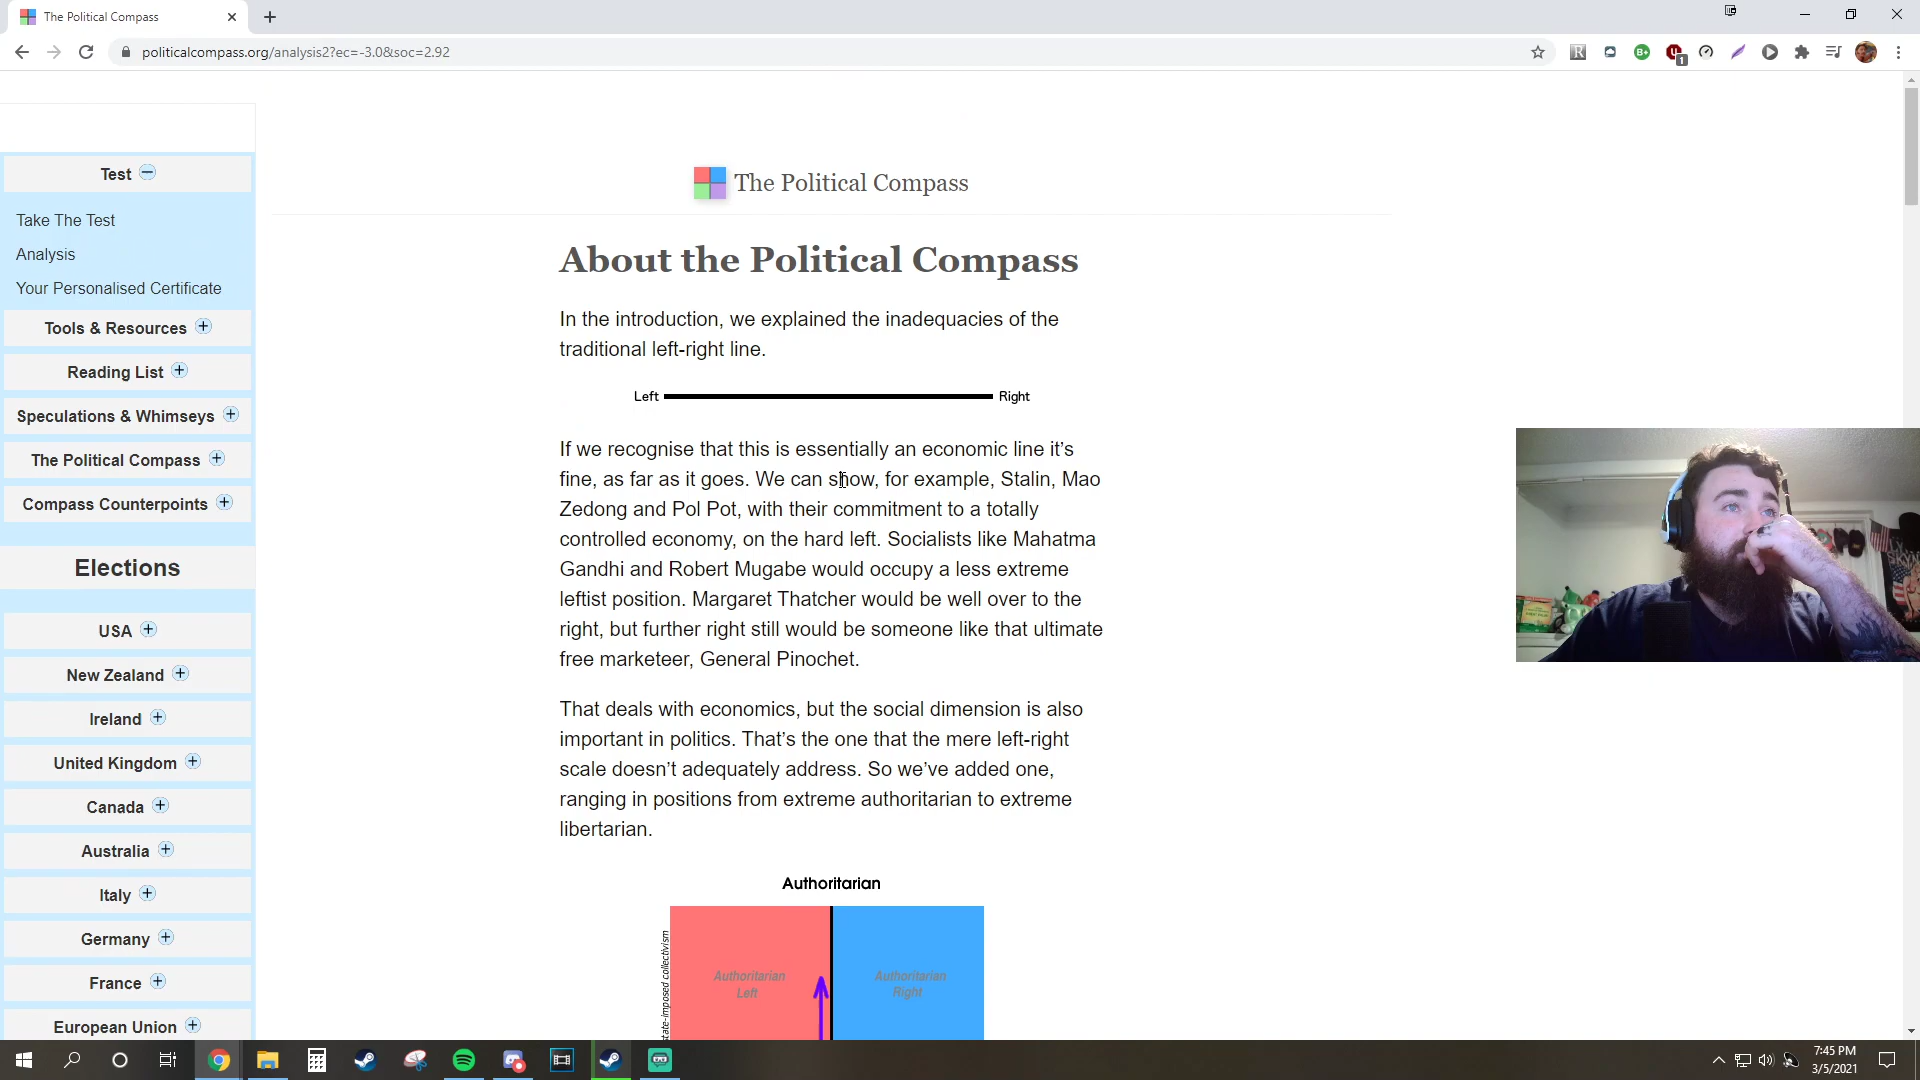 The Political Compass
politicalcompass.org/analysis2?ec=-3.0&soc=2.92
1
The Political Compass
Test
Take The Test
Analysis
Your Personalised Certificate
Tools & Resources
Reading List
Speculations & Whimseys
The Political Compass
Compass Counterpoints
Elections
USA
New Zealand
Ireland
United Kingdom
Canada
Australia
Italy
Germany
France
European Union
About the Political Compass
In the introduction, we explained the inadequacies of the
traditional left-right line.
Left Right
If we recognise that this is essentially an economic line it's
fine, as far as it goes. We can show, for example, Stalin, Mao
Zedong and Pol Pot, with their commitment to a totally
controlled economy, on the hard left. Socialists like Mahatma
Gandhi and Robert Mugabe would occupy a less extreme
leftist position. Margaret Thatcher would be well over to the
right, but further right still would be someone like that ultimate
free marketeer, General Pinochet.
That deals with economics, but the social dimension is also
important in politics. That's the one that the mere left-right
scale doesn't adequately address. So we've added one,
ranging in positions from extreme authoritarian to extreme
libertarian.
Authoritarian
state-imposed collectivism
Authoritarian
Left
Authoritarian
Right
7:45 PM
3/5/2021